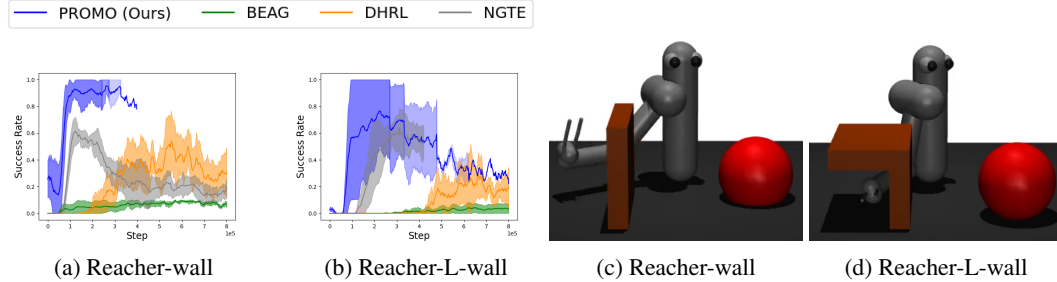 PROMO (Ours) BEAG DHRL NGTE
Success Rate
1.0
0.8
0.6
0.4
0.2
0.0
0 1 2 3 4 5 6 7 8
1e5
Step
Success Rate
1.0
0.8
0.6
0.4
0.2
0.0
0 1 2 3 4 5 6 7 8
1e5
Step
(a) Reacher-wall (b) Reacher-L-wall (c) Reacher-wall (d) Reacher-L-wall